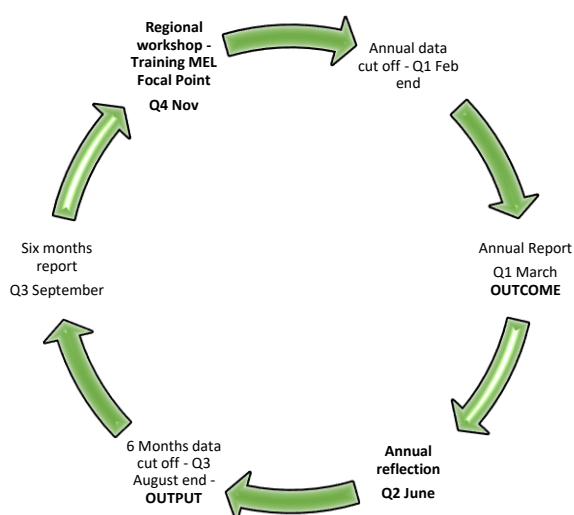 Regional
workshop -
Training MEL
Focal Point
Q4 Nov
Annual data
cut off - Q1 Feb
end
Annual Report
Q1 March
OUTCOME
Annual
reflection
Q2 June
6 Months data
cut off - Q3
August end -
OUTPUT
Six months
report
Q3 September